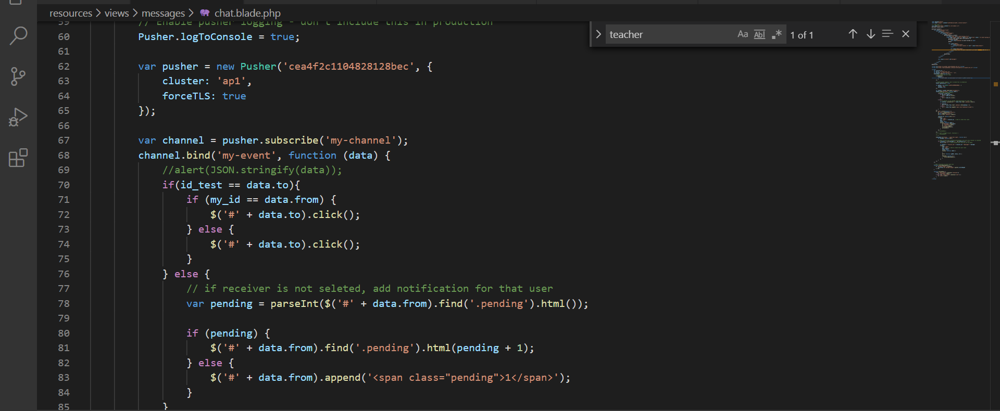 resources > views > messages > chat.blade.php
59 // Enable pusher logging - don't include this in production
teacher Aa Abl .* 1 of 1
60 Pusher.logToConsole = true;
61
62 var pusher = new Pusher('cea4f2c1104828128bec', {
63 cluster: 'ap1',
64 forceTLS: true
65 });
66
67 var channel = pusher.subscribe('my-channel');
68 channel.bind('my-event', function (data) {
69 //alert(JSON.stringify(data));
70 if(id_test == data.to){
71 if (my_id == data.from) {
72 $('#' + data.to).click();
73 } else {
74 $('#' + data.to).click();
75 }
76 } else {
77 // if receiver is not seleted, add notification for that user
78 var pending = parseInt($('#' + data.from).find('.pending').html());
79
80 if (pending) {
81 $('#' + data.from).find('.pending').html(pending + 1);
82 } else {
83 $('#' + data.from).append('<span class="pending">1</span>');
84 }
85 }